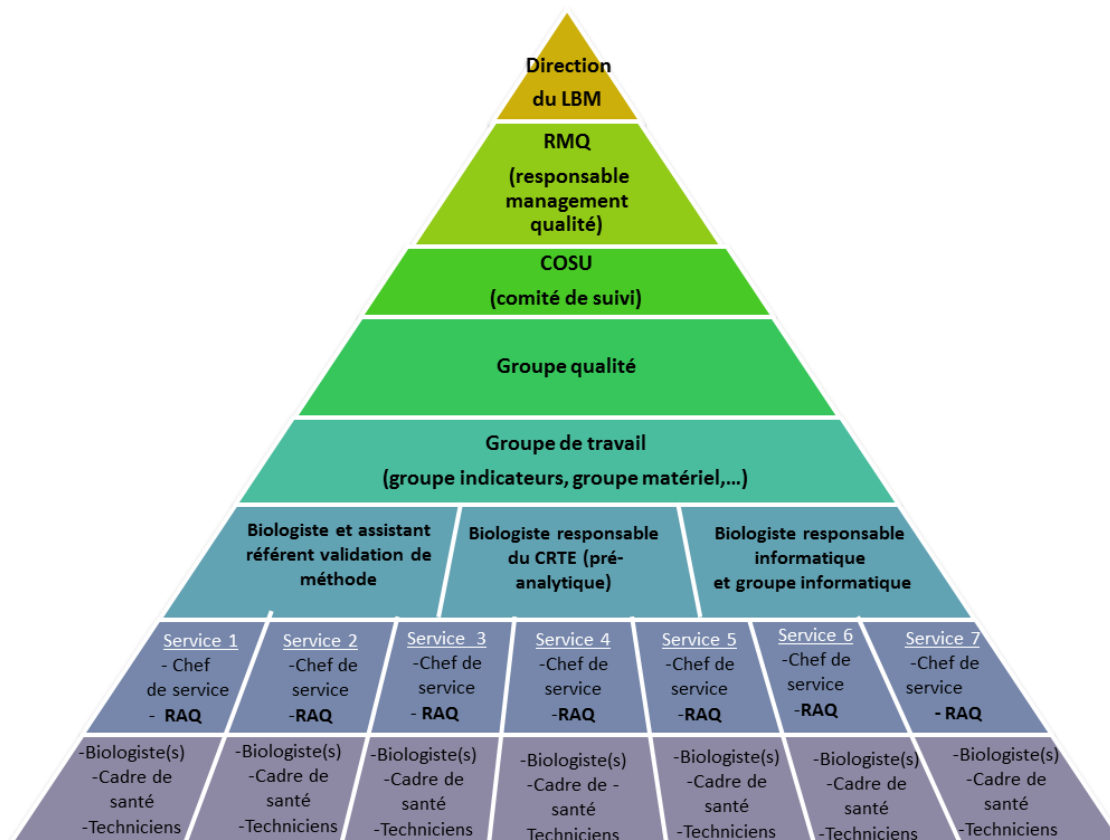 Direction
du LBM
RMQ
(responsable
management
qualité)
COSU
(comité de suivi)
Groupe qualité
Groupe de travail
(groupe indicateurs, groupe matériel,…)
Biologiste et assistant
référent validation de
méthode
Biologiste responsable
du CRTE (pré-
analytique)
Biologiste responsable
informatique
et groupe informatique
Service 1
- Chef
de service
- RAQ
Service 2
-Chef de
service
-RAQ
Service 3
-Chef de
service
- RAQ
Service 4
-Chef de
service
-RAQ
Service 5
-Chef de
service
-RAQ
Service 6
-Chef de
service
-RAQ
Service 7
-Chef de
service
- RAQ
-Biologiste(s)
-Cadre de
santé
-Techniciens
-Biologiste(s)
-Cadre de
santé
-Techniciens
-Biologiste(s)
-Cadre de
santé
-Techniciens
-Biologiste(s)
-Cadre de -
santé
Techniciens
-Biologiste(s)
-Cadre de
santé
-Techniciens
-Biologiste(s)
-Cadre de
santé
-Techniciens
-Biologiste(s)
-Cadre de
santé
-Techniciens